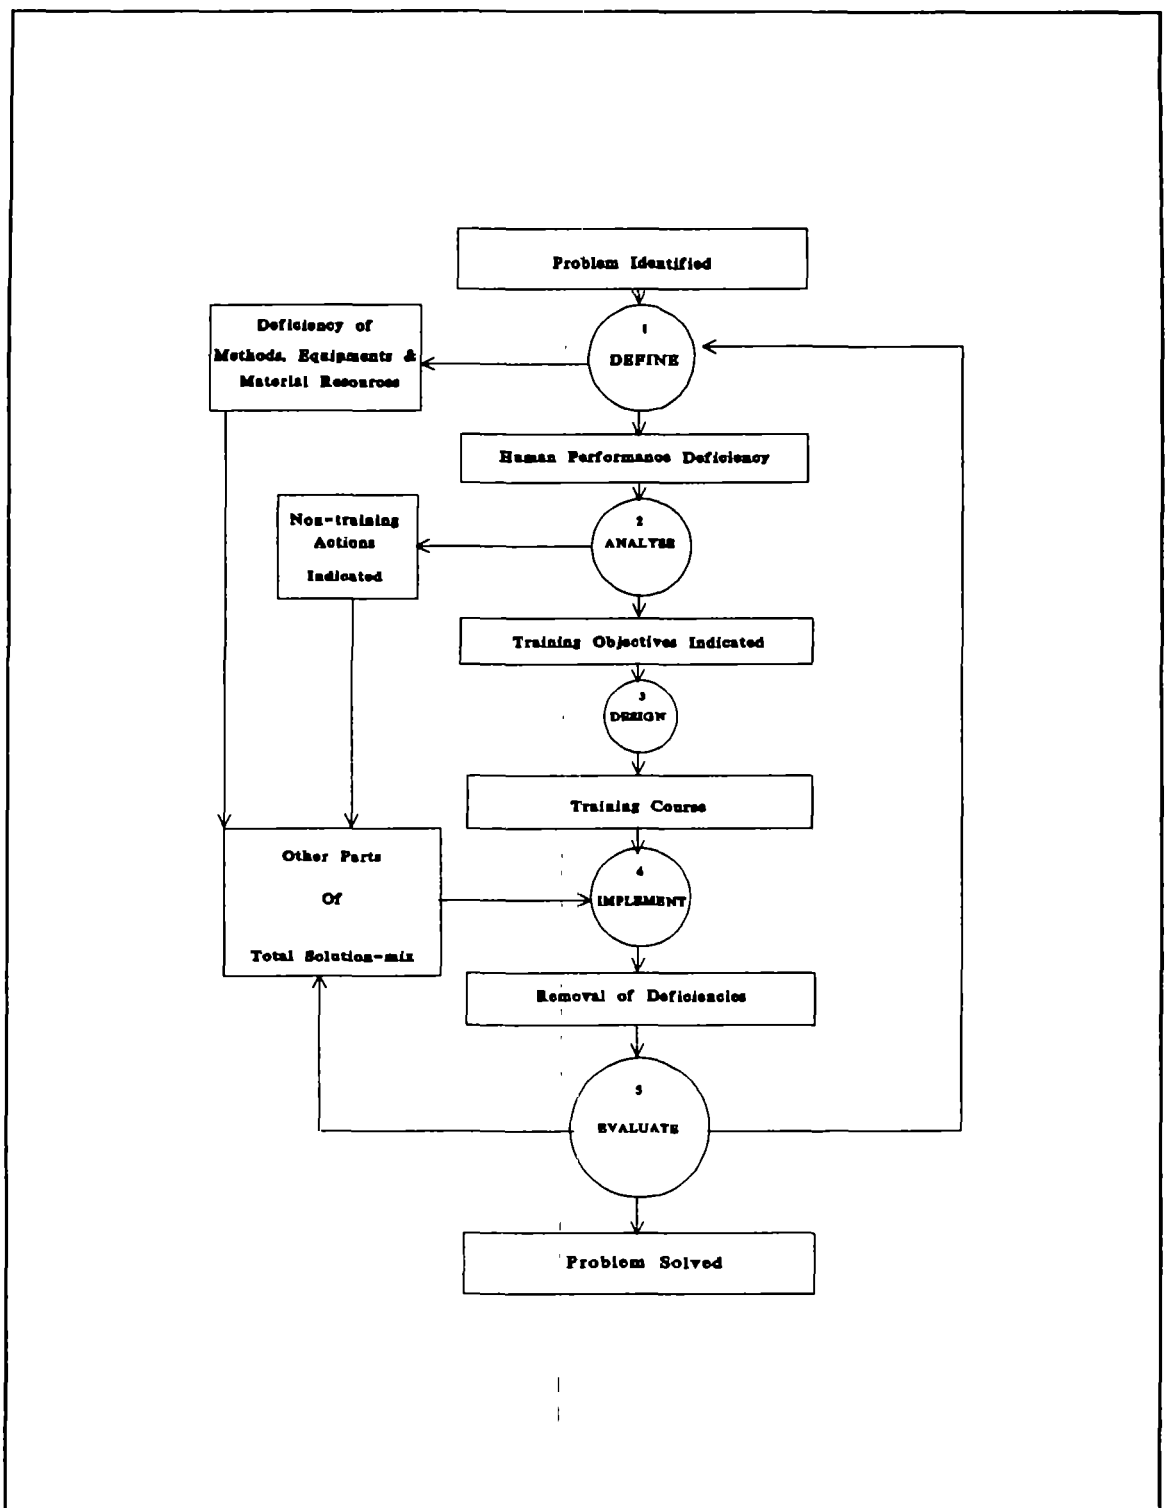 Problem Identified
1
DEFINE
Deficiency of
Methods, Equipments &
Material Resources
Human Performance Deficiency
2
ANALYSE
Non-training
Actions
Indicated
Training Objectives Indicated
3
DESIGN
Training Course
4
IMPLEMENT
Other Parts
Of
Total Solution-mix
Removal of Deficiencies
5
EVALUATE
Problem Solved